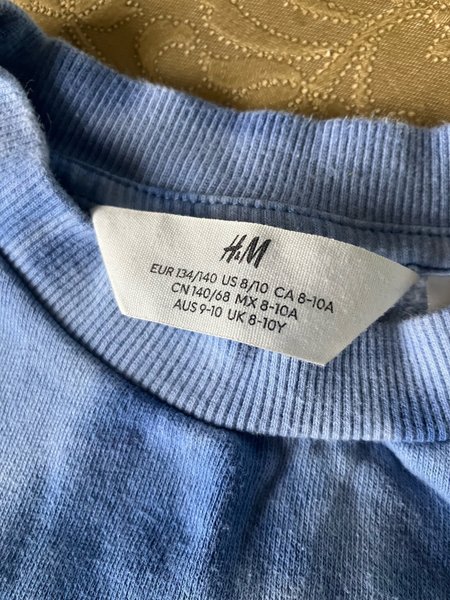 H&M
EUR 134/140 US 8/10 CA 8-10A
CN 140/68 MX 8-10A
AUS 9-10 UK 8-10Y